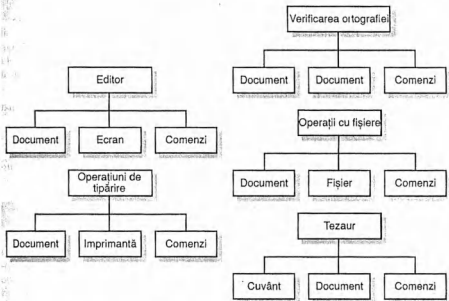 Editor
Document Ecran Comenzi
Operațiuni de
tipărire
Document Imprimantă Comenzi
Verificarea ortografiei
Document Document Comenzi
Operații cu fișiere
Document Fișier Comenzi
Tezaur
Cuvânt Document Comenzi